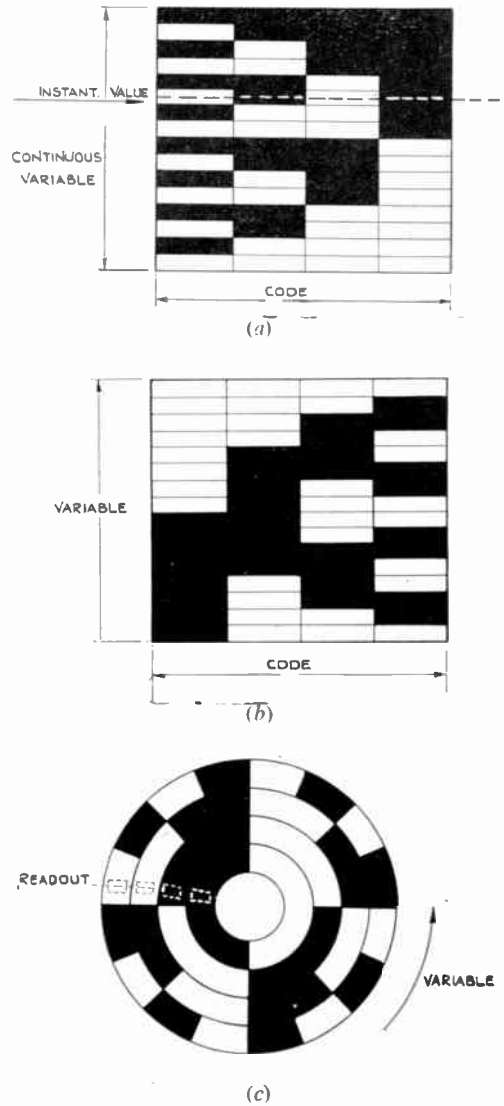 INSTANT. VALUE
CONTINUOUS
VARIABLE
CODE
(a)
VARIABLE
CODE
(b)
READOUT
VARIABLE
(c)